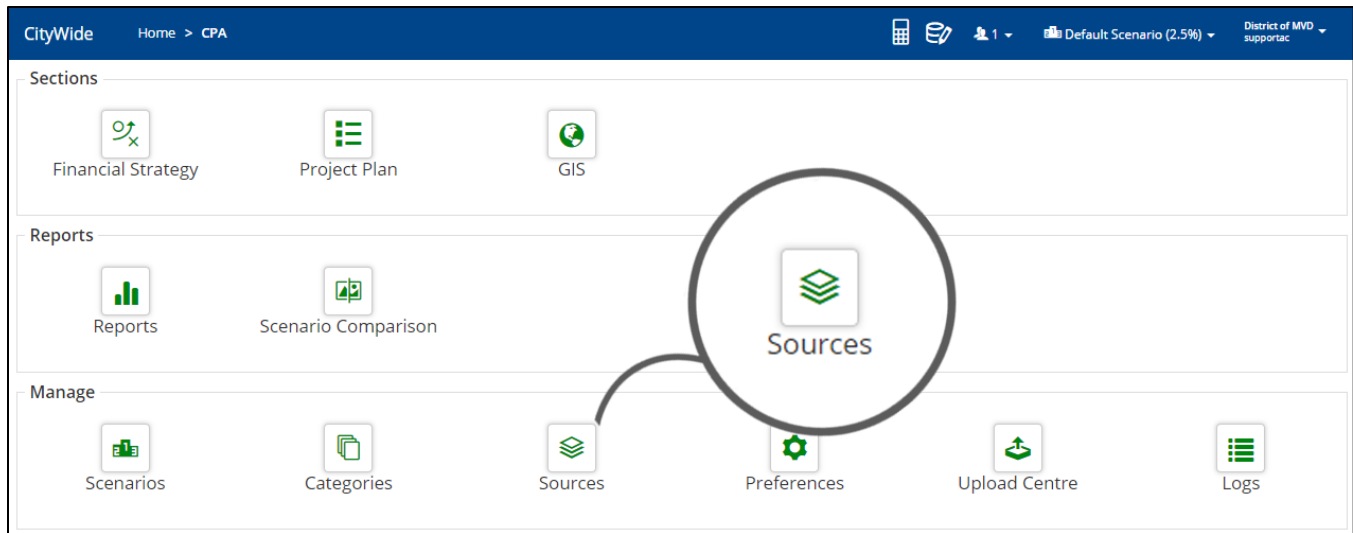 CityWide Home > CPA 1 Default Scenario (2.5%) District of MVD
supportac
Sections
Financial Strategy Project Plan GIS
Reports
Sources
Reports Scenario Comparison
Manage
Scenarios Categories Sources Preferences Upload Centre Logs